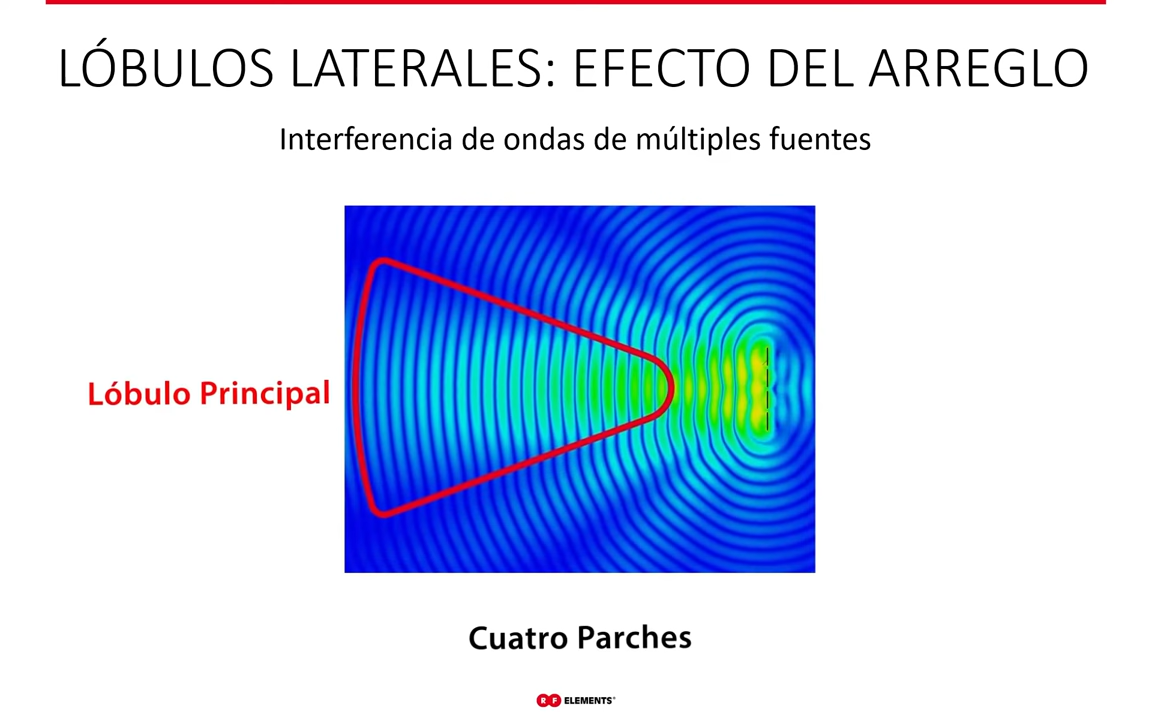 LÓBULOS LATERALES: EFECTO DEL ARREGLO
Interferencia de ondas de múltiples fuentes
Lóbulo Principal
Cuatro Parches
RF ELEMENTS